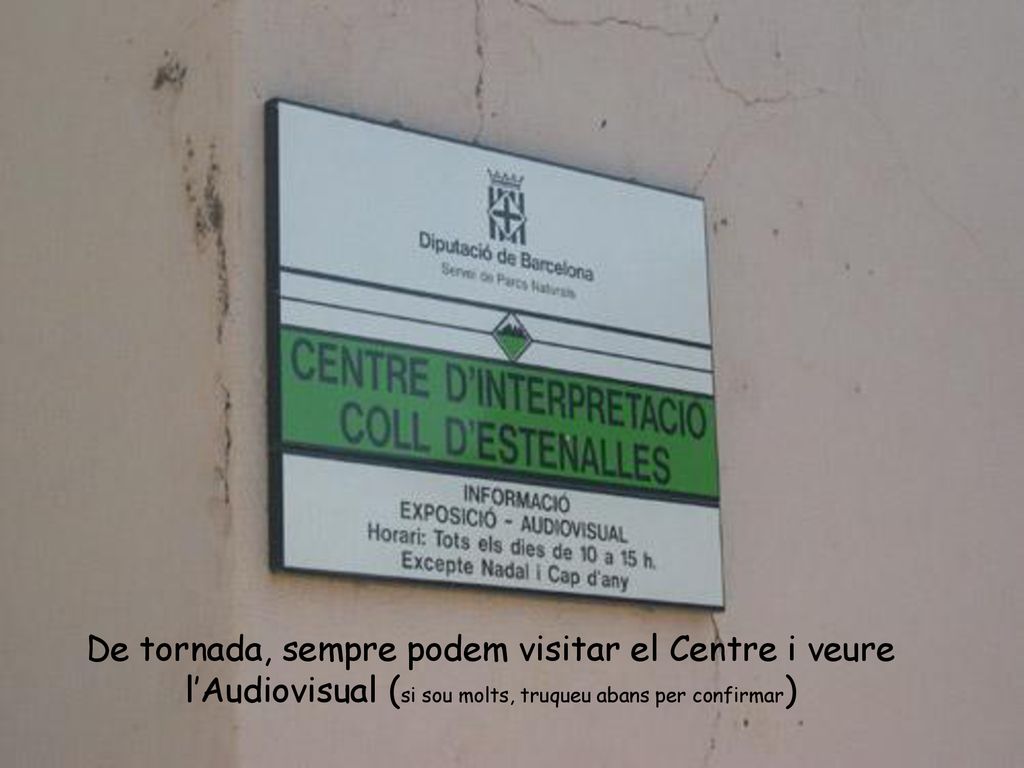 Diputació de Barcelona
Servei de Parcs Naturals
CENTRE D'INTERPRETACIÓ
COLL D'ESTENALLES
INFORMACIÓ
EXPOSICIÓ - AUDIOVISUAL
Horari: Tots els dies de 10 a 15 h.
Excepte Nadal i Cap d'any
De tornada, sempre podem visitar el Centre i veure
l'Audiovisual (si sou molts, truqueu abans per confirmar)